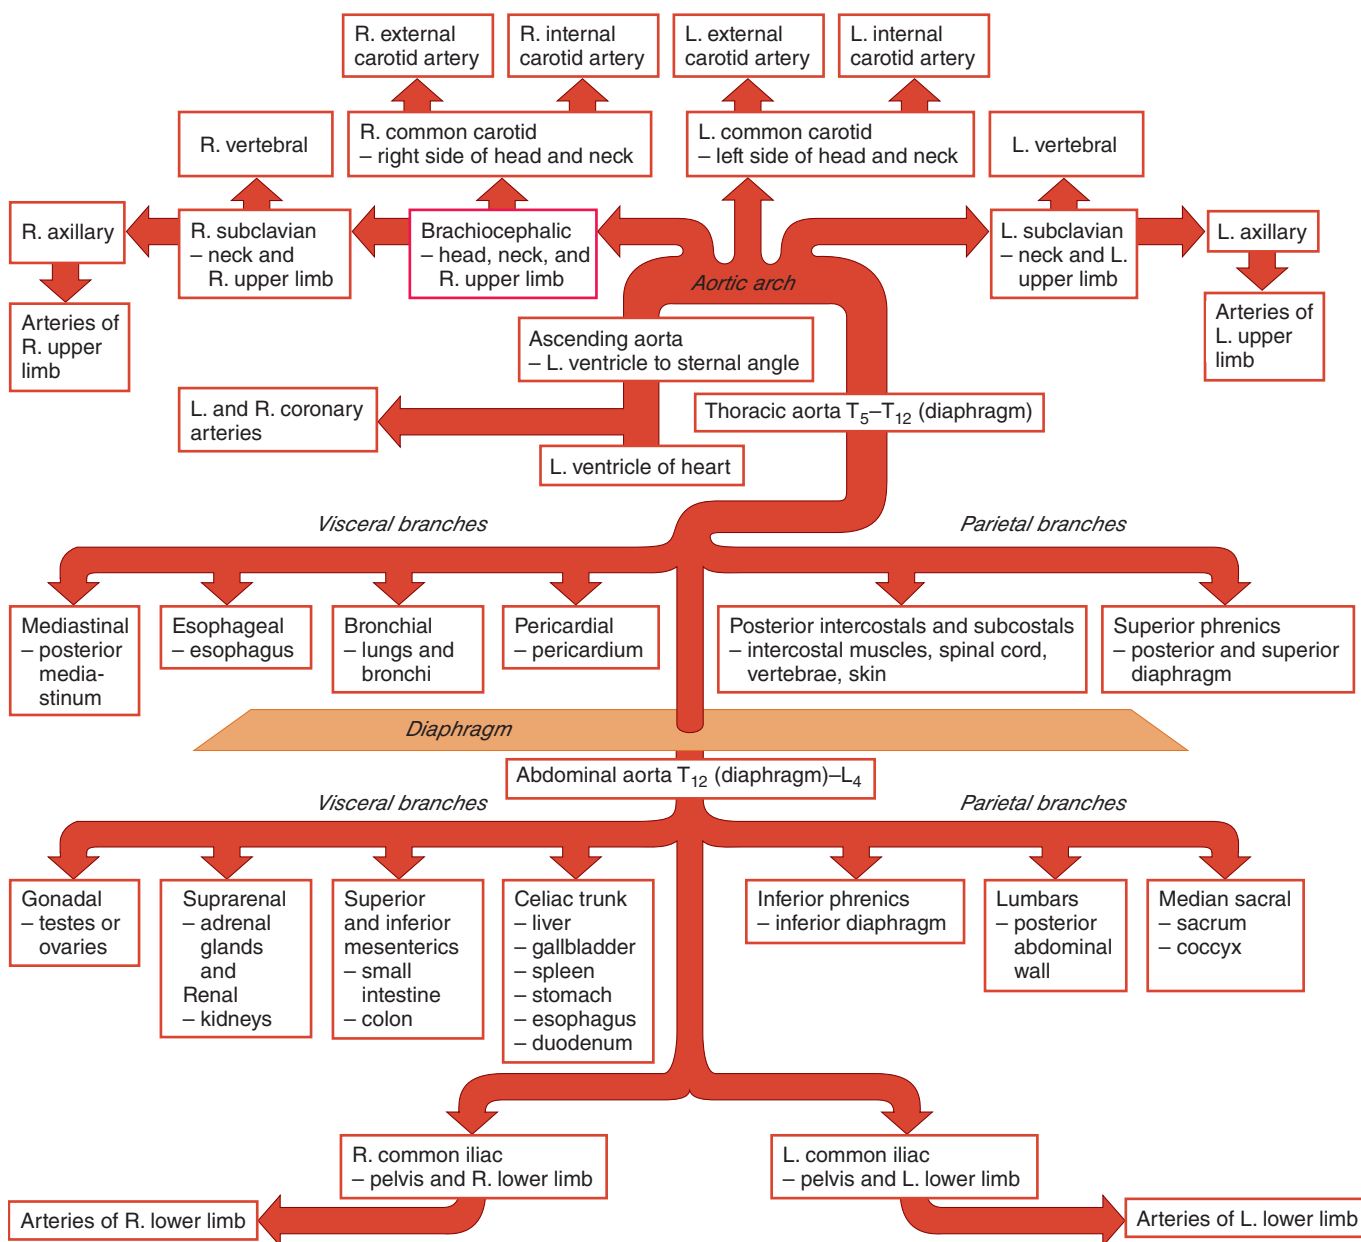 R. external
carotid artery
R. internal
carotid artery
L. external
carotid artery
L. internal
carotid artery
R. vertebral
R. common carotid
– right side of head and neck
L. common carotid
– left side of head and neck
L. vertebral
R. axillary
R. subclavian
– neck and
R. upper limb
Brachiocephalic
– head, neck, and
R. upper limb
Aortic arch
L. subclavian
– neck and L.
upper limb
L. axillary
Arteries of
R. upper
limb
Arteries of
L. upper
limb
Ascending aorta
– L. ventricle to sternal angle
L. and R. coronary
arteries
Thoracic aorta T5–T12 (diaphragm)
L. ventricle of heart
Visceral branches
Parietal branches
Mediastinal
– posterior
media-
stinum
Esophageal
– esophagus
Bronchial
– lungs and
bronchi
Pericardial
– pericardium
Posterior intercostals and subcostals
– intercostal muscles, spinal cord,
vertebrae, skin
Superior phrenics
– posterior and superior
diaphragm
Diaphragm
Abdominal aorta T12 (diaphragm)–L4
Visceral branches
Parietal branches
Gonadal
– testes or
ovaries
Suprarenal
– adrenal
glands
and
Renal
– kidneys
Superior
and inferior
mesenterics
– small
intestine
– colon
Celiac trunk
– liver
– gallbladder
– spleen
– stomach
– esophagus
– duodenum
Inferior phrenics
– inferior diaphragm
Lumbars
– posterior
abdominal
wall
Median sacral
– sacrum
– coccyx
R. common iliac
– pelvis and R. lower limb
L. common iliac
– pelvis and L. lower limb
Arteries of R. lower limb
Arteries of L. lower limb